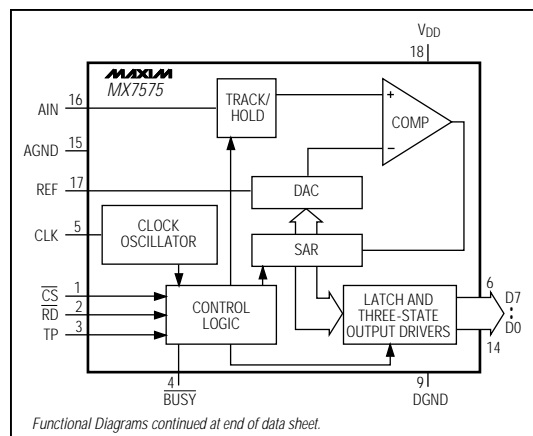 VDD
18
MAXIM
MX7575
16
AIN
TRACK/
HOLD
+
COMP
−
15
AGND
17
REF
DAC
5
CLK
CLOCK
OSCILLATOR
SAR
1
CS
2
RD
3
TP
CONTROL
LOGIC
LATCH AND
THREE-STATE
OUTPUT DRIVERS
6
D7
D0
14
4
BUSY
9
DGND
Functional Diagrams continued at end of data sheet.